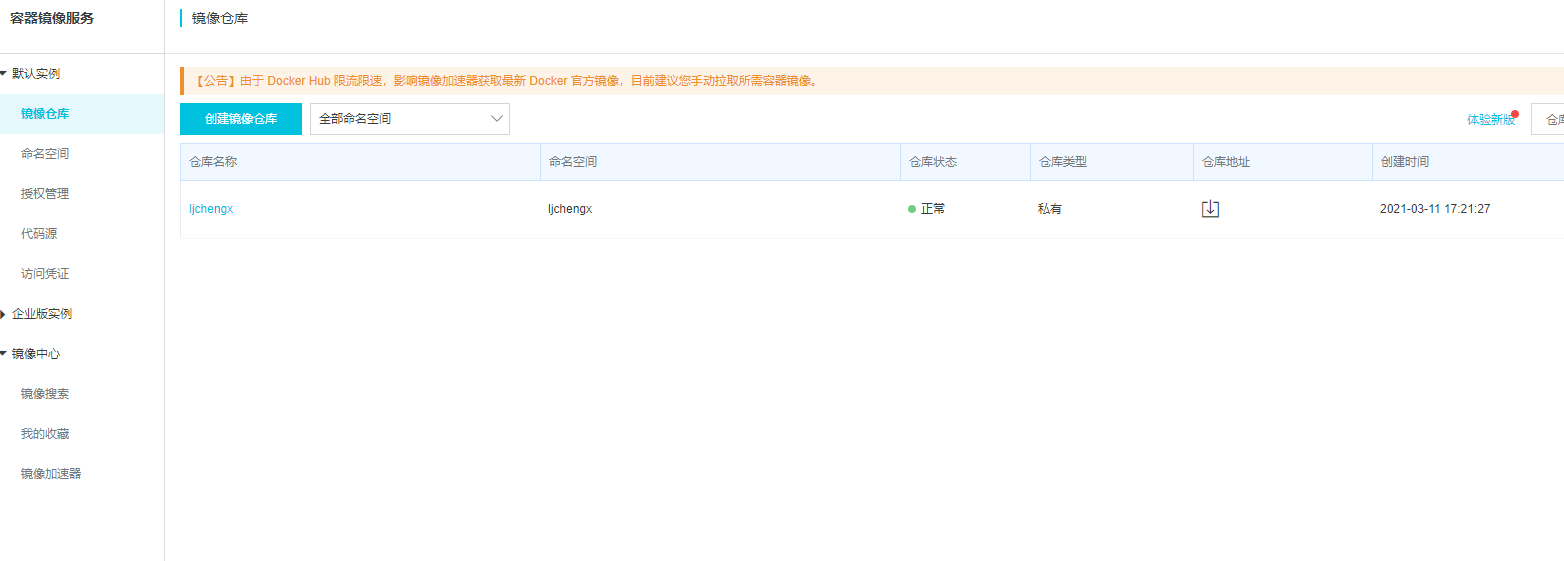 容器镜像服务
镜像仓库
默认实例
镜像仓库
命名空间
授权管理
代码源
访问凭证
企业版实例
镜像中心
镜像搜索
我的收藏
镜像加速器
【公告】由于 Docker Hub 限流限速，影响镜像加速器获取最新 Docker 官方镜像，目前建议您手动拉取所需容器镜像。
创建镜像仓库 全部命名空间 体验新版 仓库
仓库名称 命名空间 仓库状态 仓库类型 仓库地址 创建时间
ljchengx ljchengx 正常 私有 2021-03-11 17:21:27